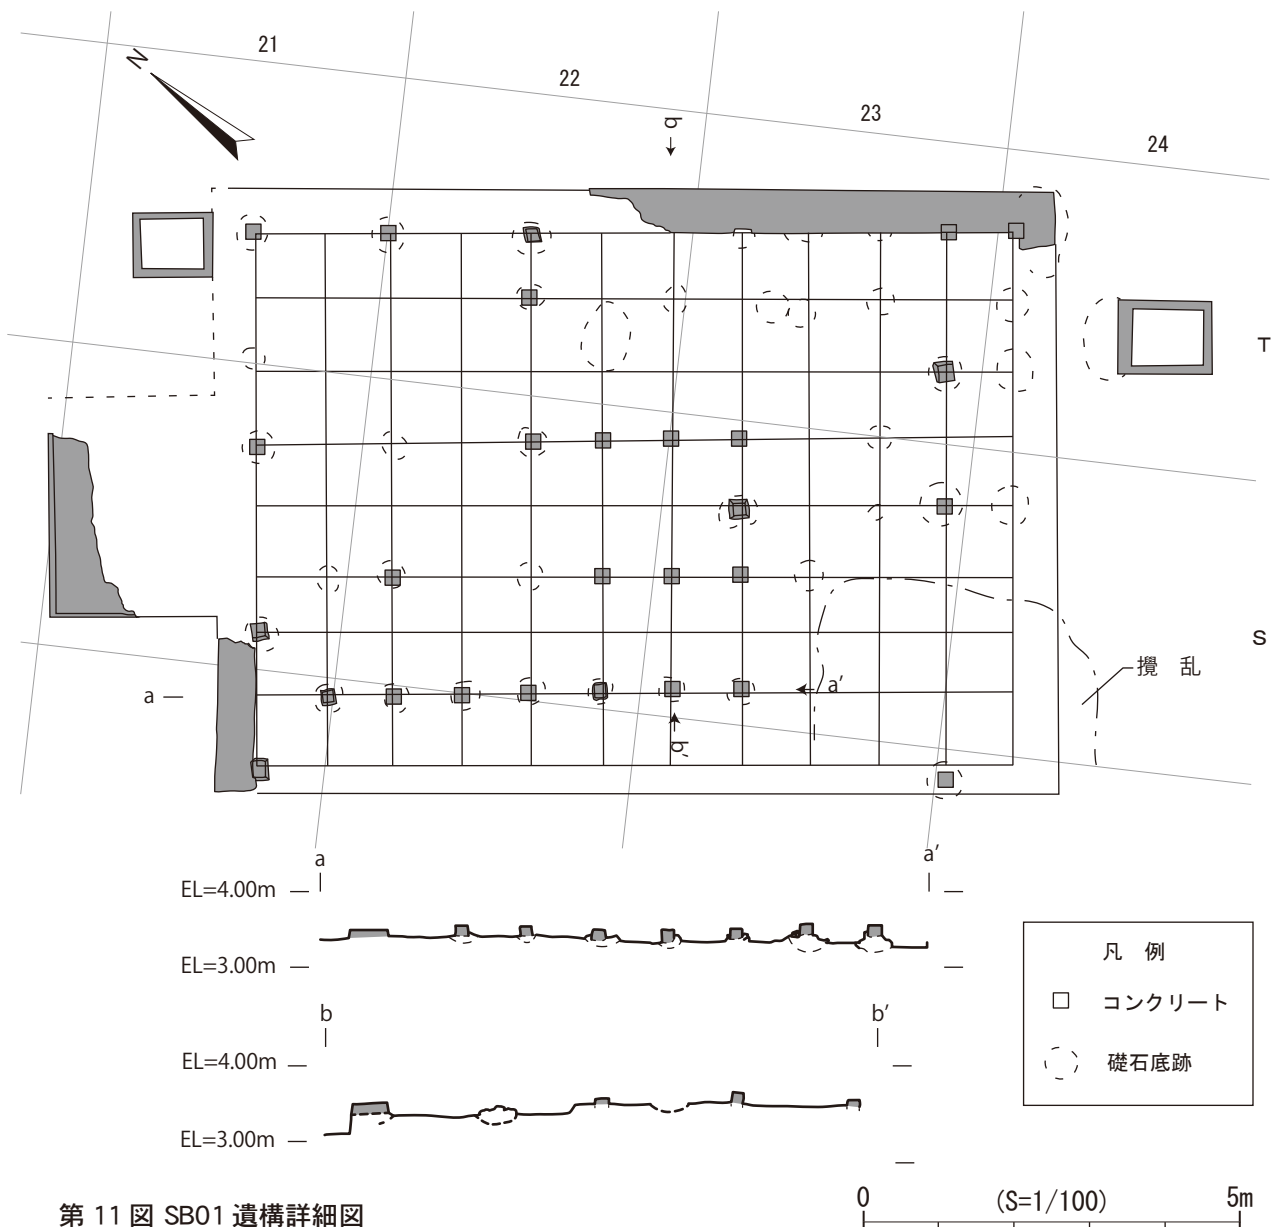 21
22
23
24
N
b
T
S
a
a'
b'
攪 乱
a
a'
EL=4.00m
EL=3.00m
b
b'
EL=4.00m
EL=3.00m
凡 例
コンクリート
礎石底跡
第 11 図 SB01 遺構詳細図
0
(S=1/100)
5m